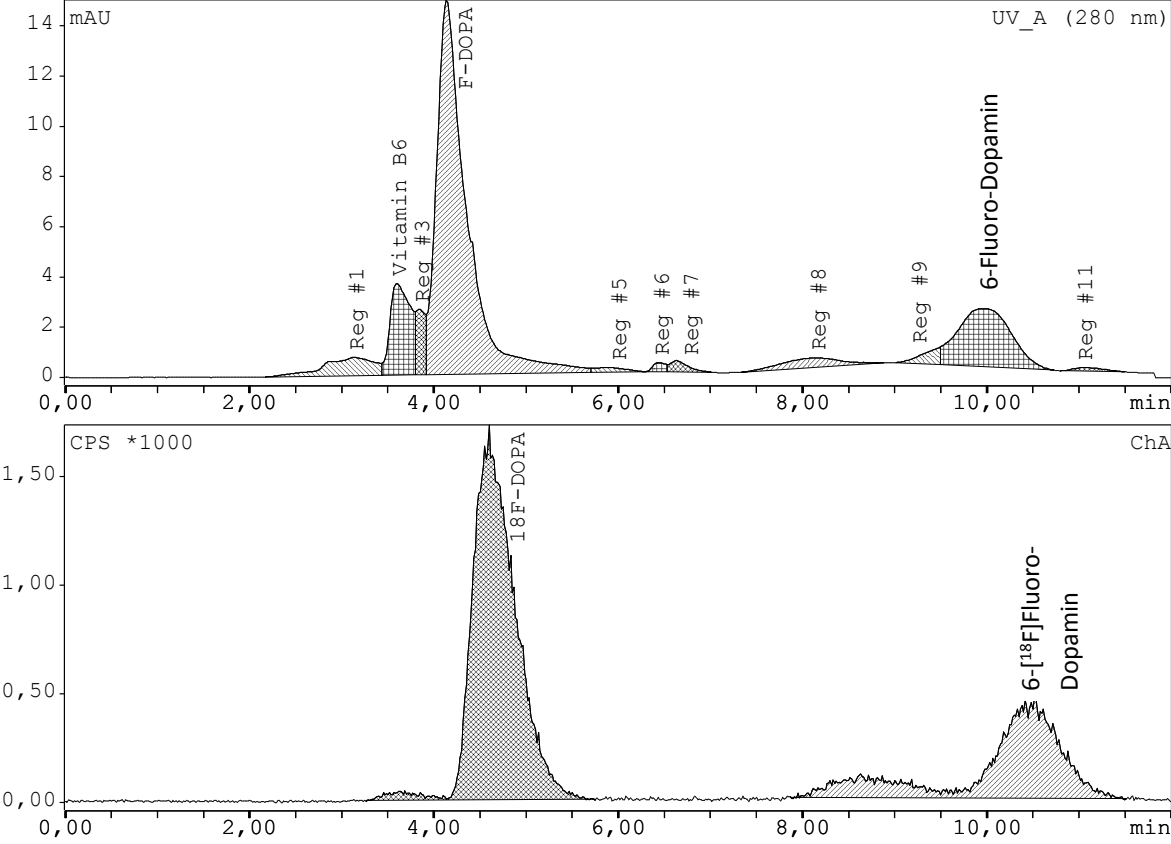 mAU
UV_A (280 nm)
14
12
10
8
6
4
2
0
Reg #1
Vitamin B6
Reg #3
F-DOPA
Reg #5
Reg #6
Reg #7
Reg #8
Reg #9
6-Fluoro-Dopamin
Reg #11
0,00 2,00 4,00 6,00 8,00 10,00 min
CPS *1000
ChA
1,50
1,00
0,50
0,00
18F-DOPA
6-[¹⁸F]Fluoro-
Dopamin
0,00 2,00 4,00 6,00 8,00 10,00 min